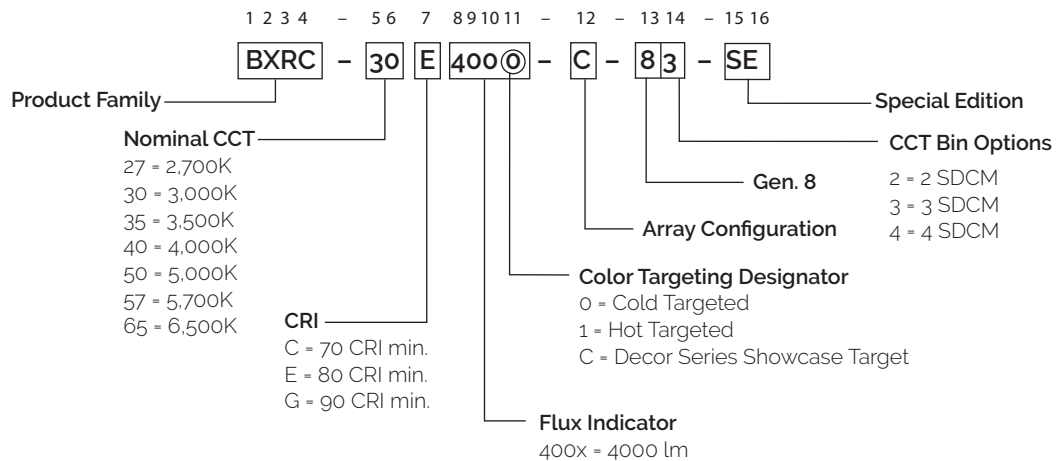 1 2 3 4 – 5 6 7 8 9 10 11 – 12 – 13 14 – 15 16
BXRC – 30 E 400 0 – C – 8 3 – SE
Product Family
Special Edition
Nominal CCT
27 = 2,700K
30 = 3,000K
35 = 3,500K
40 = 4,000K
50 = 5,000K
57 = 5,700K
65 = 6,500K
CCT Bin Options
2 = 2 SDCM
3 = 3 SDCM
4 = 4 SDCM
Gen. 8
Array Configuration
Color Targeting Designator
0 = Cold Targeted
1 = Hot Targeted
C = Decor Series Showcase Target
CRI
C = 70 CRI min.
E = 80 CRI min.
G = 90 CRI min.
Flux Indicator
400x = 4000 lm